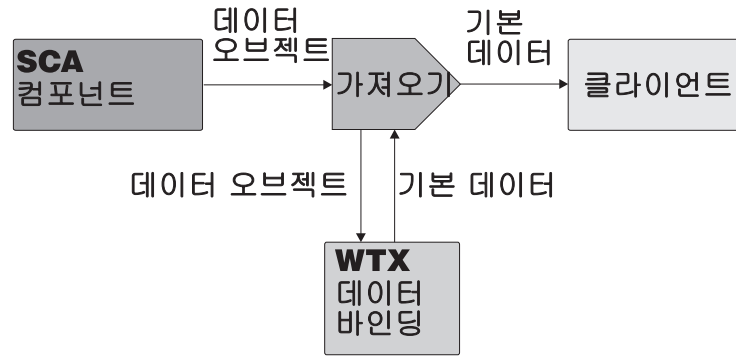 데이터
오브젝트
기본
데이터
SCA
컴포넌트
가져오기
클라이언트
데이터 오브젝트
기본 데이터
WTX
데이터
바인딩